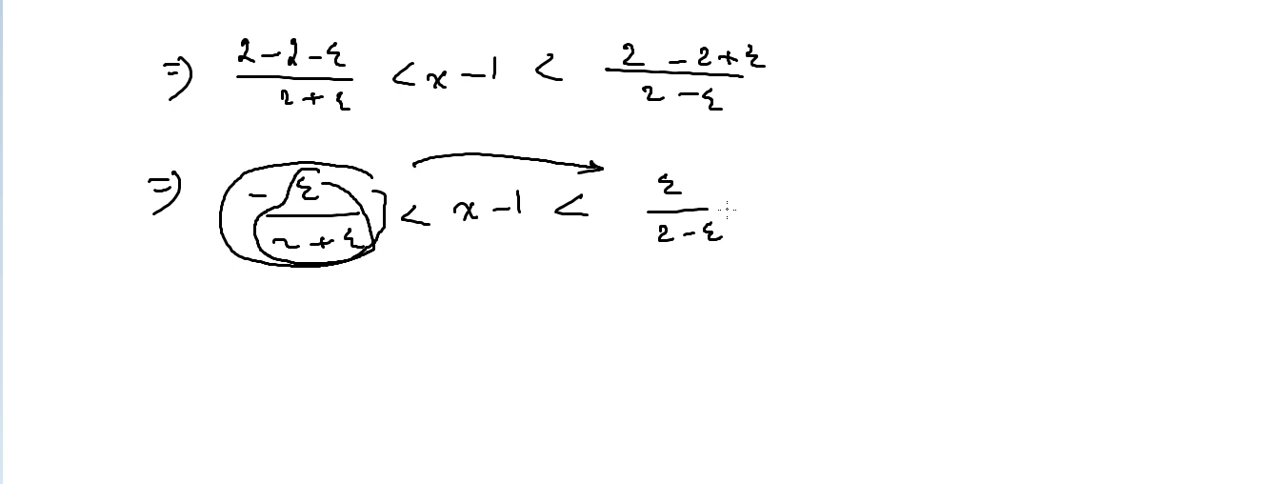 ⇒ (2-2-ε)/(2+ε) < x-1 < (2-2+ε)/(2-ε)
⇒ -ε/(2+ε) < x-1 < ε/(2-ε)